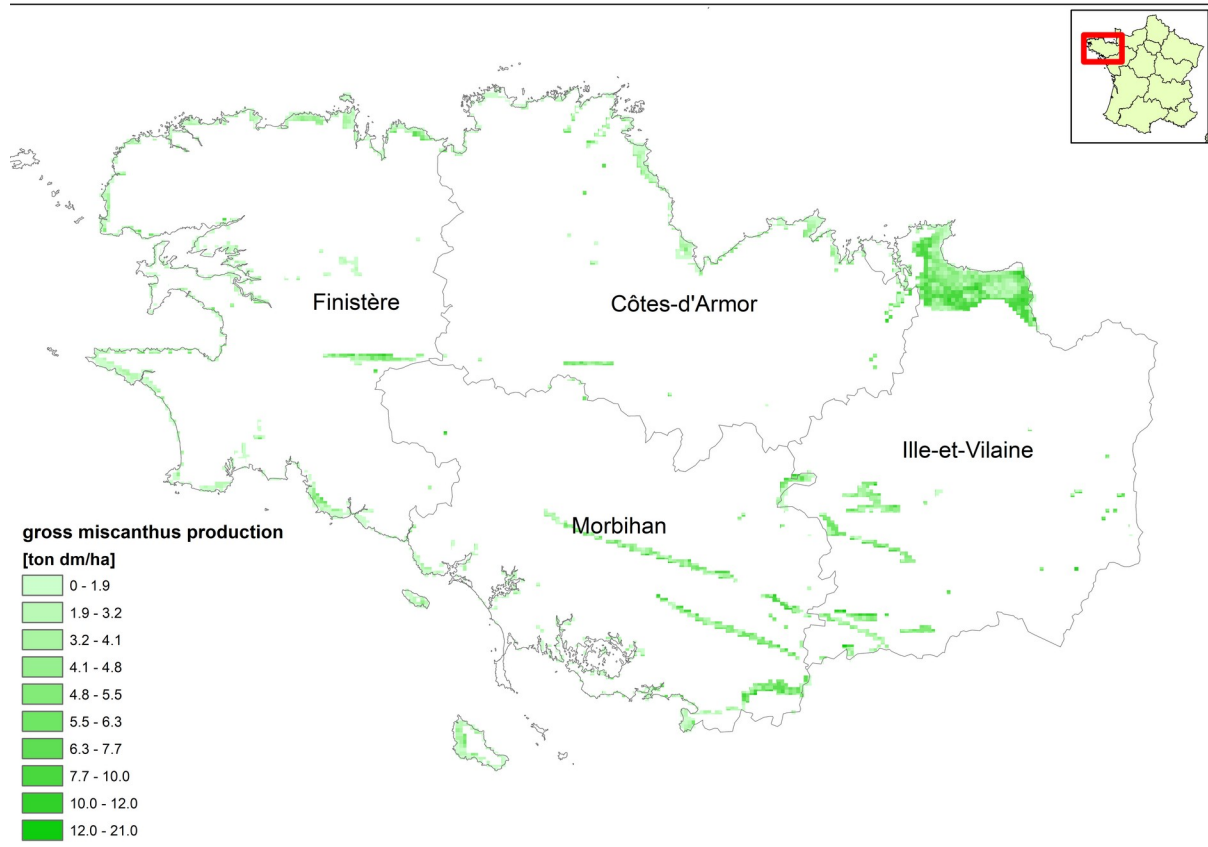 Finistère
Côtes-d'Armor
Ille-et-Vilaine
Morbihan
gross miscanthus production
[ton dm/ha]
0 - 1.9
1.9 - 3.2
3.2 - 4.1
4.1 - 4.8
4.8 - 5.5
5.5 - 6.3
6.3 - 7.7
7.7 - 10.0
10.0 - 12.0
12.0 - 21.0